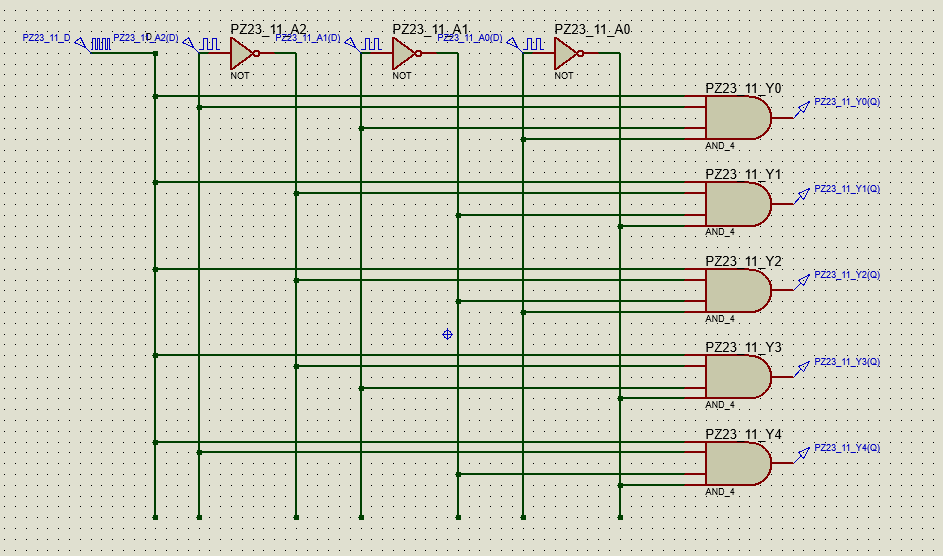 PZ23_11_A2
PZ23_11_A1
PZ23_11_A0
PZ23_11_D
PZ23_11_A2(D)
PZ23_11_A1(D)
PZ23_11_A0(D)
NOT
NOT
NOT
PZ23_11_Y0
PZ23_11_Y0(Q)
AND_4
PZ23_11_Y1
PZ23_11_Y1(Q)
AND_4
PZ23_11_Y2
PZ23_11_Y2(Q)
AND_4
PZ23_11_Y3
PZ23_11_Y3(Q)
AND_4
PZ23_11_Y4
PZ23_11_Y4(Q)
AND_4